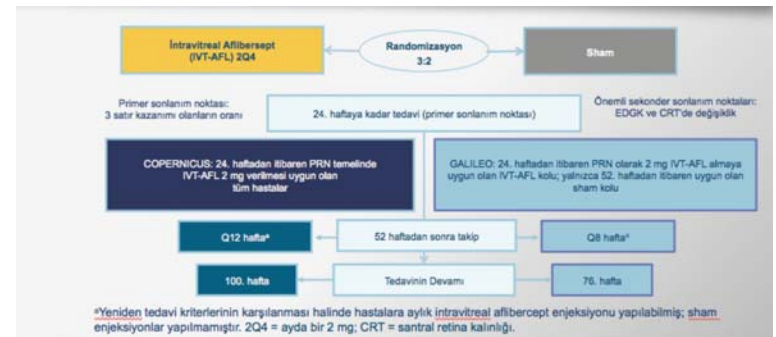 İntravitreal Aflibersept
(IVT-AFL) 2Q4
Randomizasyon
3:2
Sham
Primer sonlanım noktası:
3 satır kazanımı olanların oranı
24. haftaya kadar tedavi (primer sonlanım noktası)
Önemli sekonder sonlanım noktaları:
EDGK ve CRT'de değişiklik
COPERNICUS: 24. haftadan itibaren PRN temelinde
IVT-AFL 2 mg verilmesi uygun olan
tüm hastalar
GALILEO: 24. haftadan itibaren PRN olarak 2 mg IVT-AFL almaya
uygun olan IVT-AFL kolu; yalnızca 52. haftadan itibaren uygun olan
sham kolu
Q12 haftaª
52 haftadan sonra takip
Q8 haftaª
100. hafta
Tedavinin Devamı
76. hafta
ªYeniden tedavi kriterlerinin karşılanması halinde hastalara aylık intravitreal aflibercept enjeksiyonu yapılabilmiş; sham
enjeksiyonlar yapılmamıştır. 2Q4 = ayda bir 2 mg; CRT = santral retina kalınlığı.